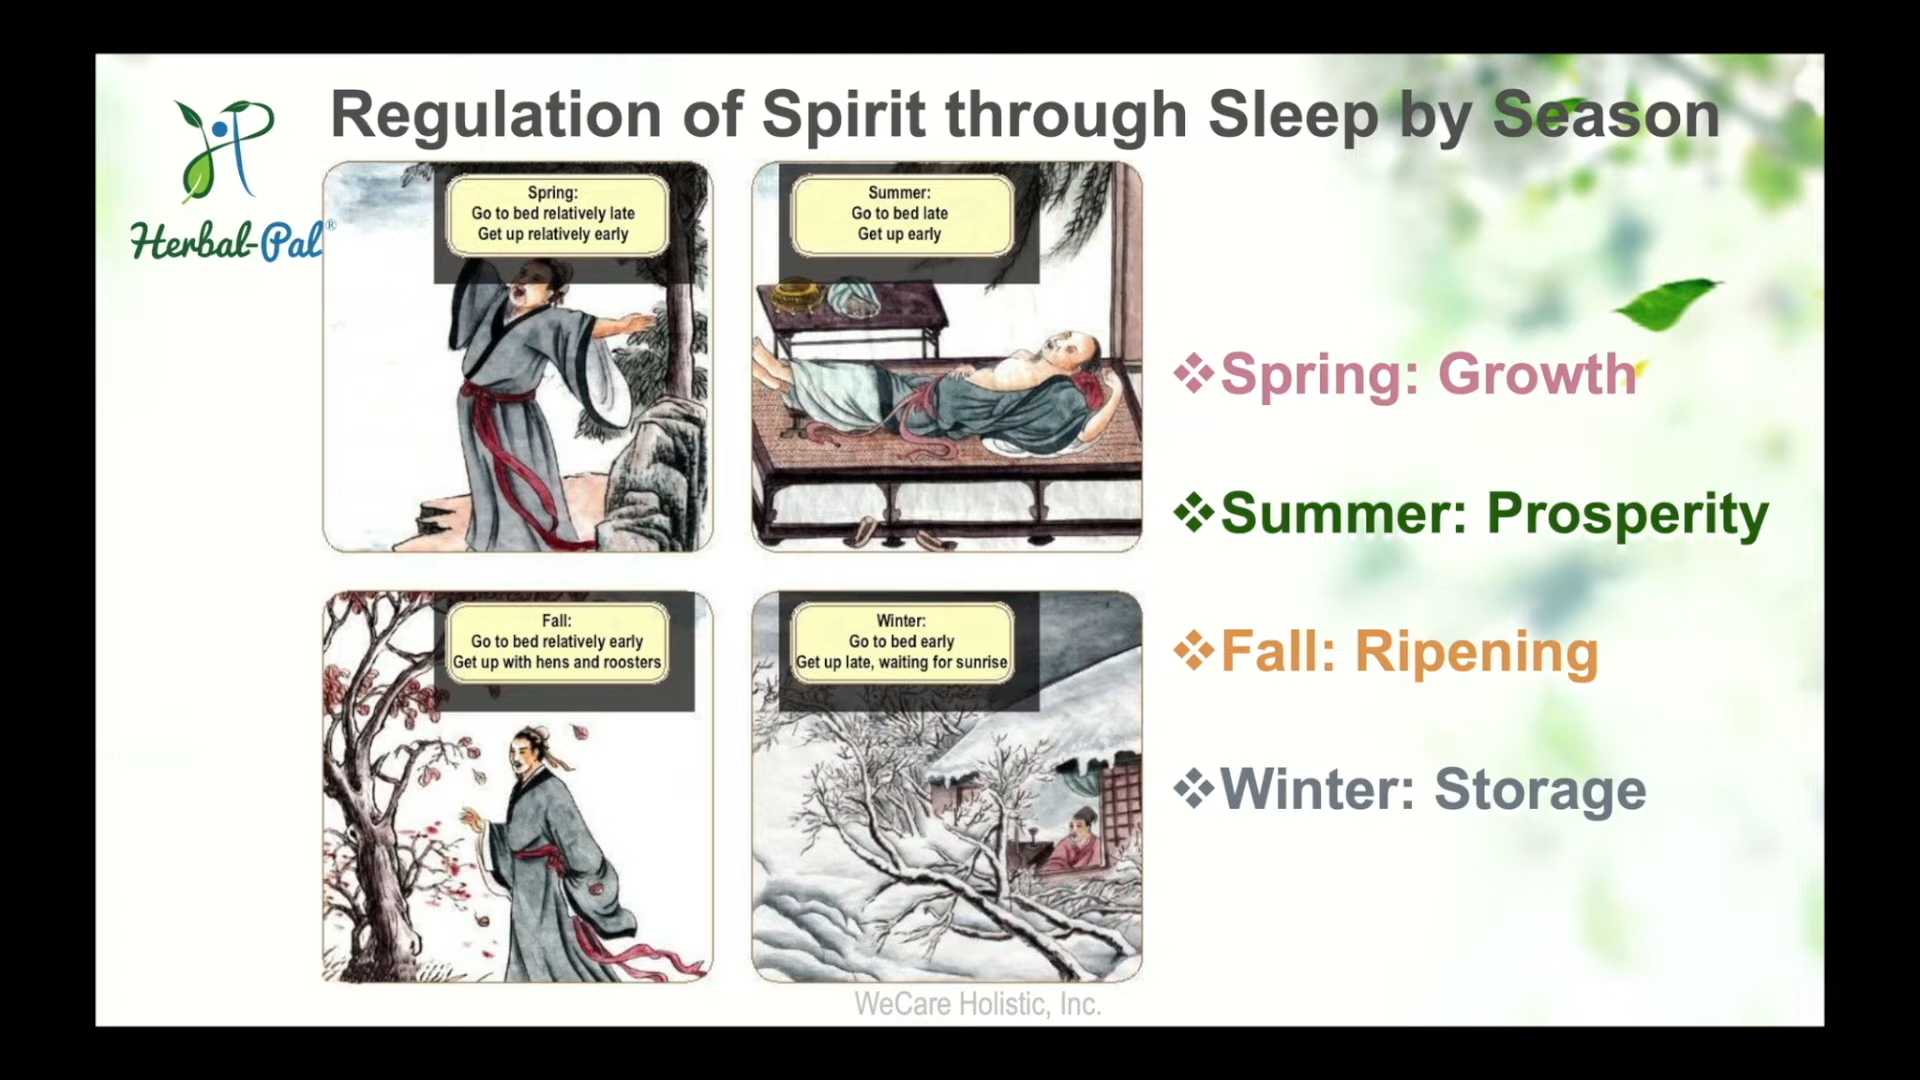 Regulation of Spirit through Sleep by Season
Herbal-Pal®
Spring:
Go to bed relatively late
Get up relatively early
Summer:
Go to bed late
Get up early
Fall:
Go to bed relatively early
Get up with hens and roosters
Winter:
Go to bed early
Get up late, waiting for sunrise
❖Spring: Growth
❖Summer: Prosperity
❖Fall: Ripening
❖Winter: Storage
WeCare Holistic, Inc.